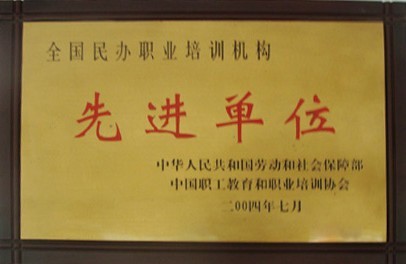 全国民办职业培训机构
先进单位
中华人民共和国劳动和社会保障部
中国职工教育和职业培训协会
二00四年七月